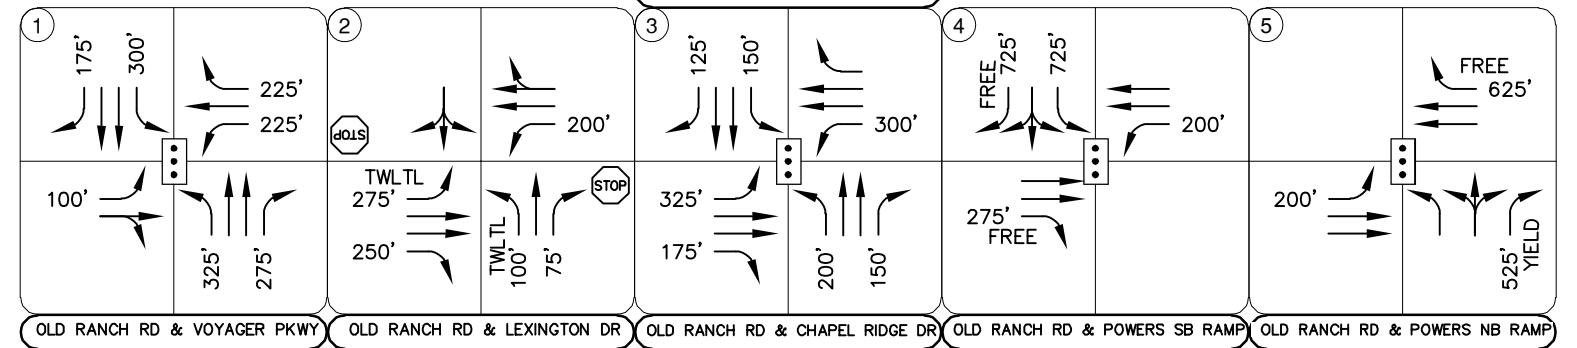 1
175'
300'
225'
225'
100'
325'
275'
OLD RANCH RD & VOYAGER PKWY
2
STOP
200'
TWLTL
275'
250'
TWLTL
100'
75'
STOP
OLD RANCH RD & LEXINGTON DR
3
125'
150'
300'
325'
175'
200'
150'
OLD RANCH RD & CHAPEL RIDGE DR
4
FREE
725'
725'
200'
275'
FREE
OLD RANCH RD & POWERS SB RAMP
5
FREE
625'
200'
525'
YIELD
OLD RANCH RD & POWERS NB RAMP